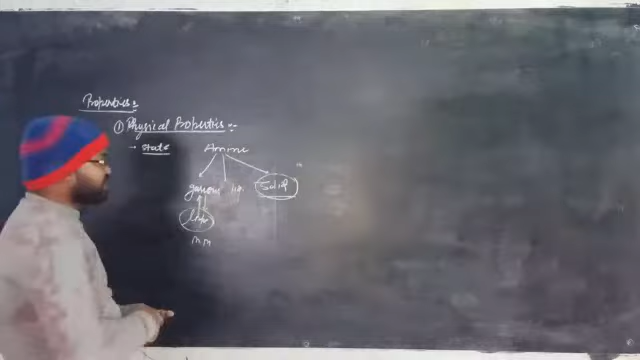 Properties :-
① Physical Properties :-
→ state Amine
gaseous liq. Solid